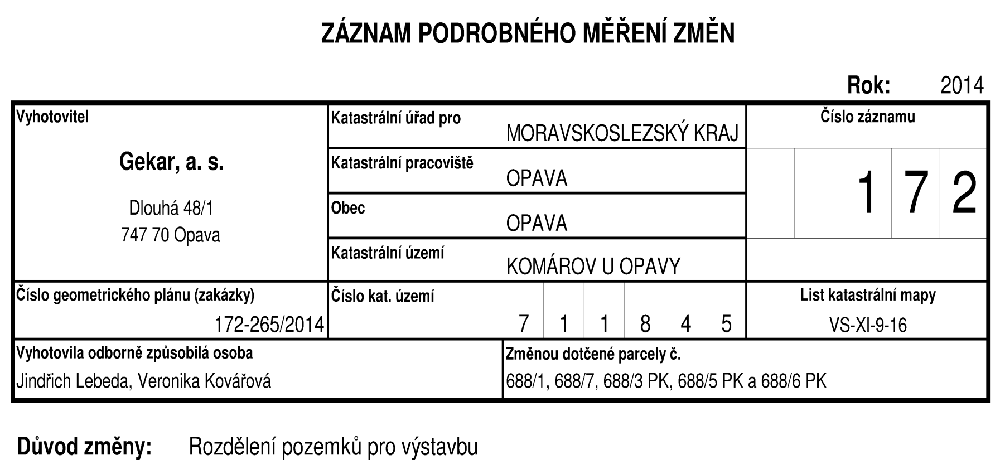 ZÁZNAM PODROBNÉHO MĚŘENÍ ZMĚN
Rok: 2014
Vyhotovitel
Gekar, a. s.
Dlouhá 48/1
747 70 Opava
Katastrální úřad pro
MORAVSKOSLEZSKÝ KRAJ
Katastrální pracoviště
OPAVA
Obec
OPAVA
Katastrální území
KOMÁROV U OPAVY
Číslo záznamu
1 7 2
Číslo geometrického plánu (zakázky)
172-265/2014
Číslo kat. území
7 1 1 8 4 5
List katastrální mapy
VS-XI-9-16
Vyhotovila odborně způsobilá osoba
Jindřich Lebeda, Veronika Kovářová
Změnou dotčené parcely č.
688/1, 688/7, 688/3 PK, 688/5 PK a 688/6 PK
Důvod změny: Rozdělení pozemků pro výstavbu